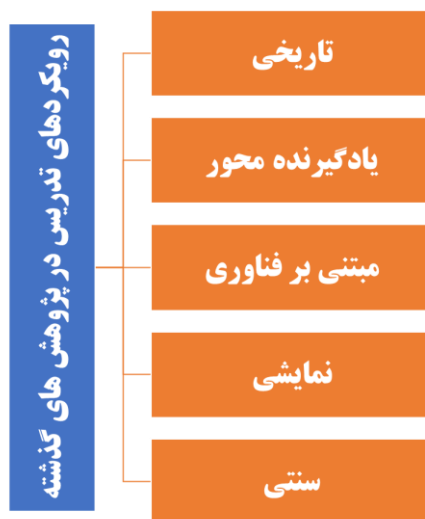 رویکردهای تدریس در پژوهش های گذشته
تاریخی
یادگیرنده محور
مبتنی بر فناوری
نمایشی
سنتی